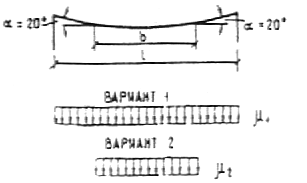 α = 20° α = 20°
b
l
ВАРИАНТ 1
μ₁
ВАРИАНТ 2
μ₂